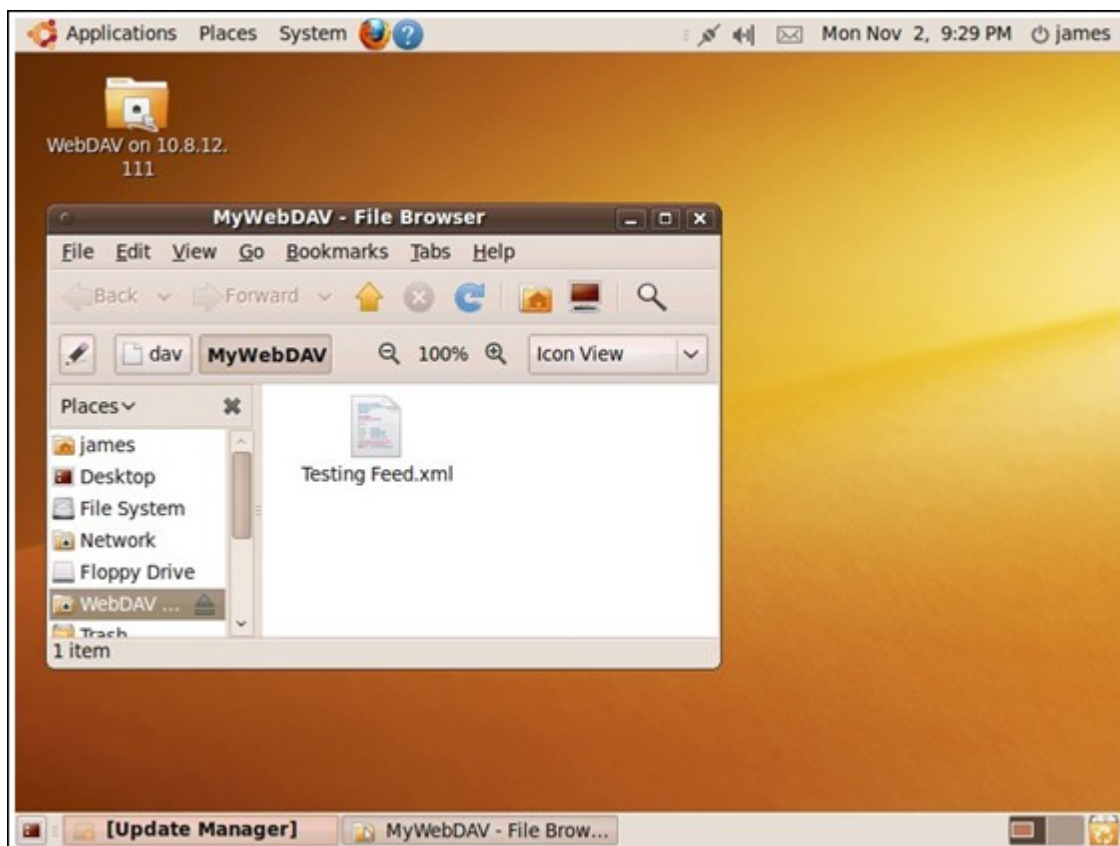 Applications Places System Mon Nov 2, 9:29 PM james
WebDAV on 10.8.12.
111
MyWebDAV - File Browser
File Edit View Go Bookmarks Tabs Help
Back Forward
dav MyWebDAV 100% Icon View
Places
james
Testing Feed.xml
Desktop
File System
Network
Floppy Drive
WebDAV ...
Trash
1 item
[Update Manager] MyWebDAV - File Brow...